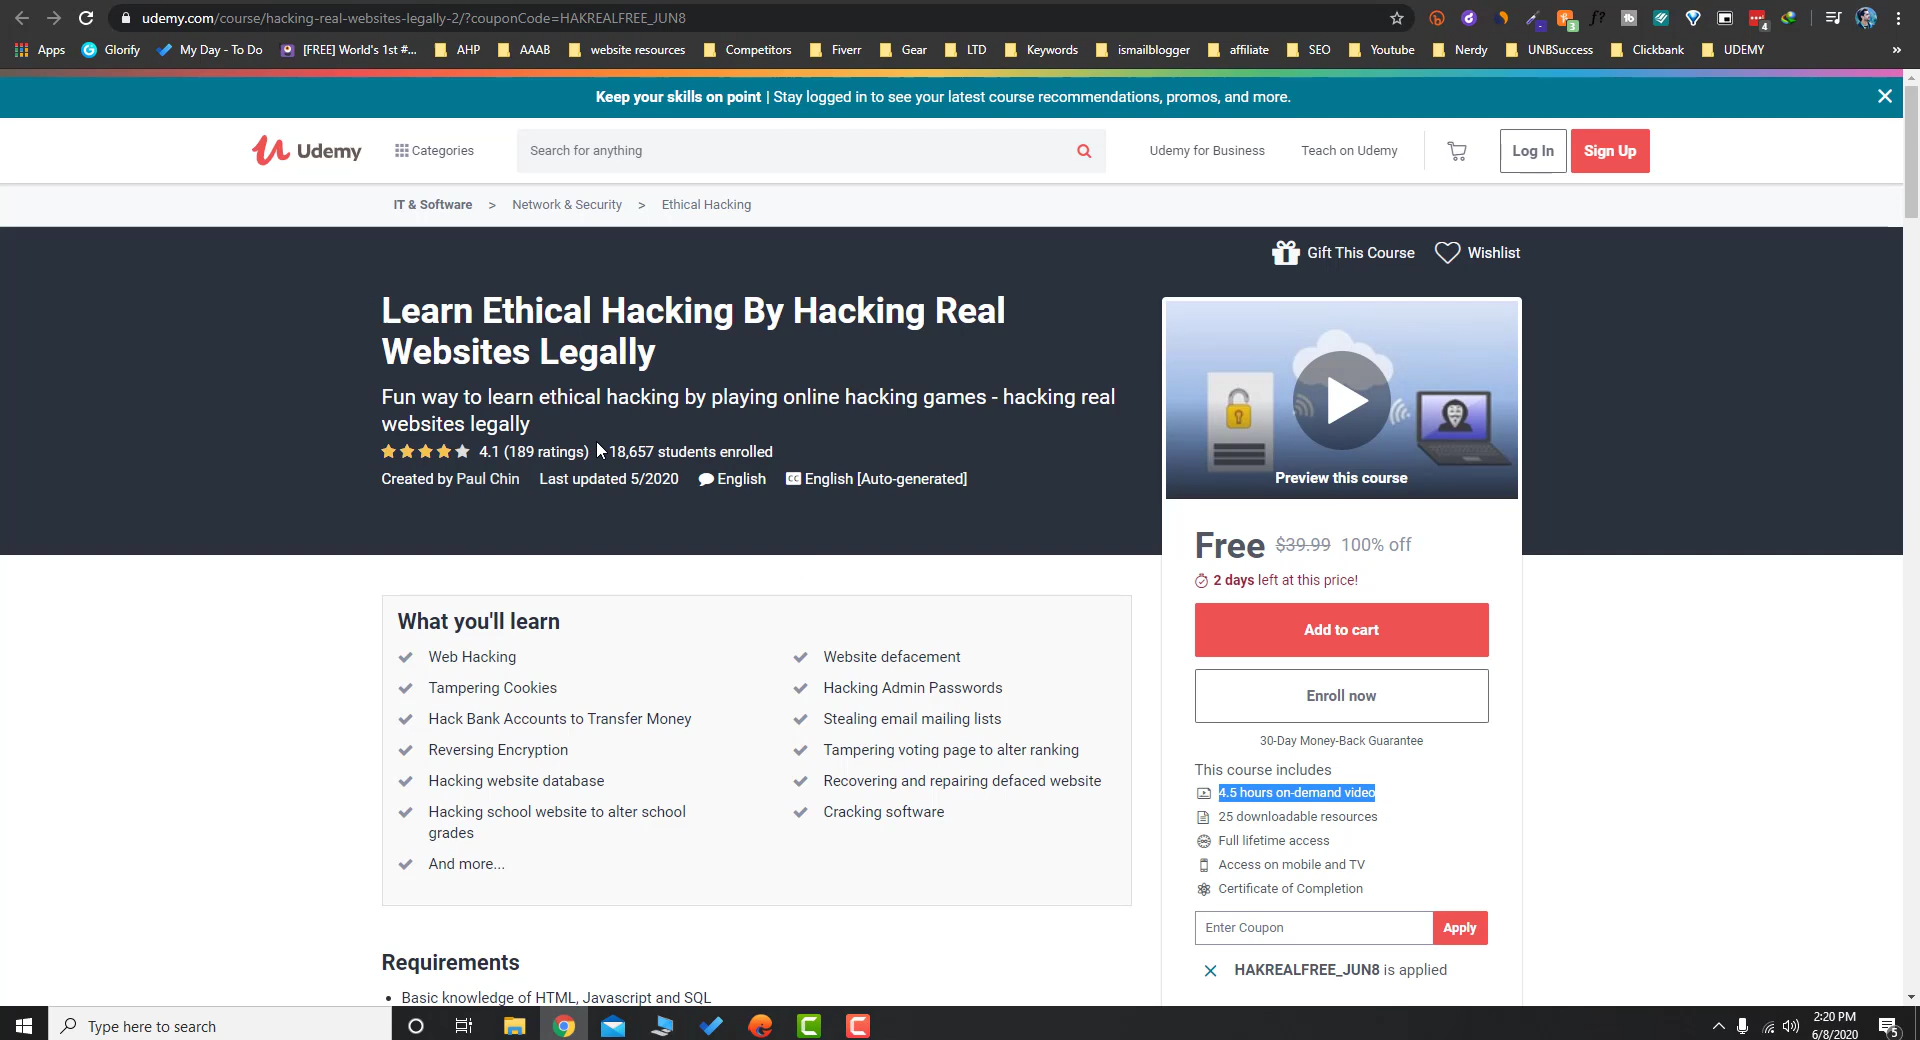 udemy.com/course/hacking-real-websites-legally-2/?couponCode=HAKREALFREE_JUN8
Apps Glorify My Day - To Do [FREE] World's 1st #... AHP AAAB website resources Competitors Fiverr Gear LTD Keywords ismailblogger affiliate SEO Youtube Nerdy UNBSuccess Clickbank UDEMY »
Keep your skills on point | Stay logged in to see your latest course recommendations, promos, and more.
Udemy Categories Search for anything Udemy for Business Teach on Udemy Log In Sign Up
IT & Software > Network & Security > Ethical Hacking
Gift This Course Wishlist
Learn Ethical Hacking By Hacking Real
Websites Legally
Fun way to learn ethical hacking by playing online hacking games - hacking real
websites legally
4.1 (189 ratings) 18,657 students enrolled
Created by Paul Chin Last updated 5/2020 English CC English [Auto-generated]
Preview this course
Free $39.99 100% off
2 days left at this price!
Add to cart
Enroll now
30-Day Money-Back Guarantee
This course includes
4.5 hours on-demand video
25 downloadable resources
Full lifetime access
Access on mobile and TV
Certificate of Completion
Enter Coupon Apply
HAKREALFREE_JUN8 is applied
What you'll learn
Web Hacking
Tampering Cookies
Hack Bank Accounts to Transfer Money
Reversing Encryption
Hacking website database
Hacking school website to alter school
grades
And more...
Website defacement
Hacking Admin Passwords
Stealing email mailing lists
Tampering voting page to alter ranking
Recovering and repairing defaced website
Cracking software
Requirements
Basic knowledge of HTML, Javascript and SQL
Type here to search
2:20 PM
6/8/2020
5